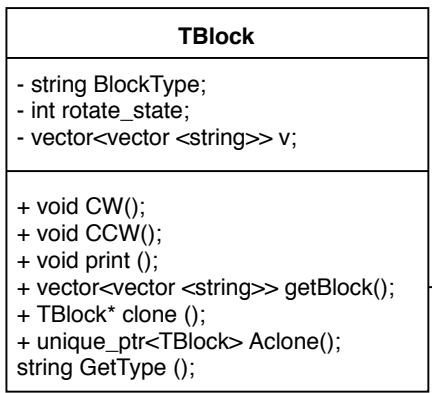 TBlock
- string BlockType;
- int rotate_state;
- vector<vector <string>> v;
+ void CW();
+ void CCW();
+ void print ();
+ vector<vector <string>> getBlock();
+ TBlock* clone ();
+ unique_ptr<TBlock> Aclone();
string GetType ();